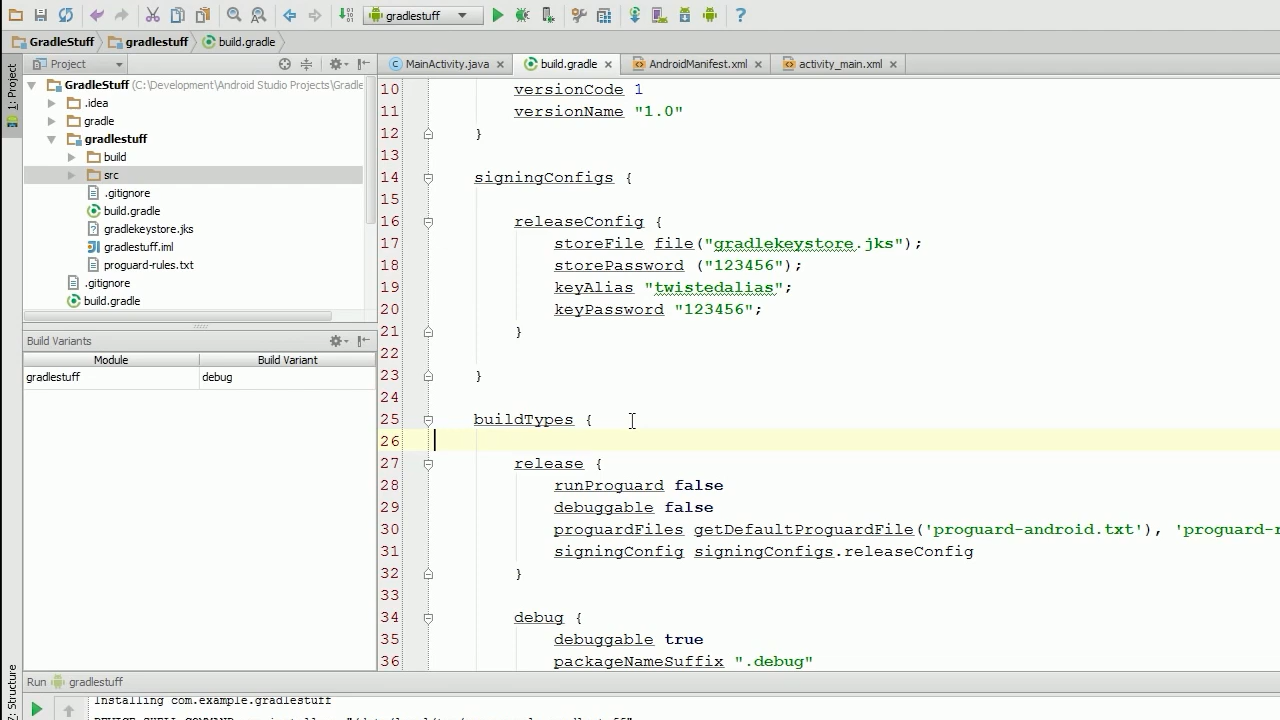 gradlestuff
GradleStuff gradlestuff build.gradle
1: Project
Project
GradleStuff (C:\Development\Android Studio Projects\Gradle
.idea
gradle
gradlestuff
build
src
.gitignore
build.gradle
gradlekeystore.jks
gradlestuff.iml
proguard-rules.txt
.gitignore
build.gradle
Build Variants
Module Build Variant
gradlestuff debug
MainActivity.java build.gradle AndroidManifest.xml activity_main.xml
10 versionCode 1
11 versionName "1.0"
12 }
13
14 signingConfigs {
15
16 releaseConfig {
17 storeFile file("gradlekeystore.jks");
18 storePassword ("123456");
19 keyAlias "twistedalias";
20 keyPassword "123456";
21 }
22
23 }
24
25 buildTypes {
26
27 release {
28 runProguard false
29 debuggable false
30 proguardFiles getDefaultProguardFile('proguard-android.txt'), 'proguard-r
31 signingConfig signingConfigs.releaseConfig
32 }
33
34 debug {
35 debuggable true
36 packageNameSuffix ".debug"
Structure
Run gradlestuff
Installing com.example.gradlestuff